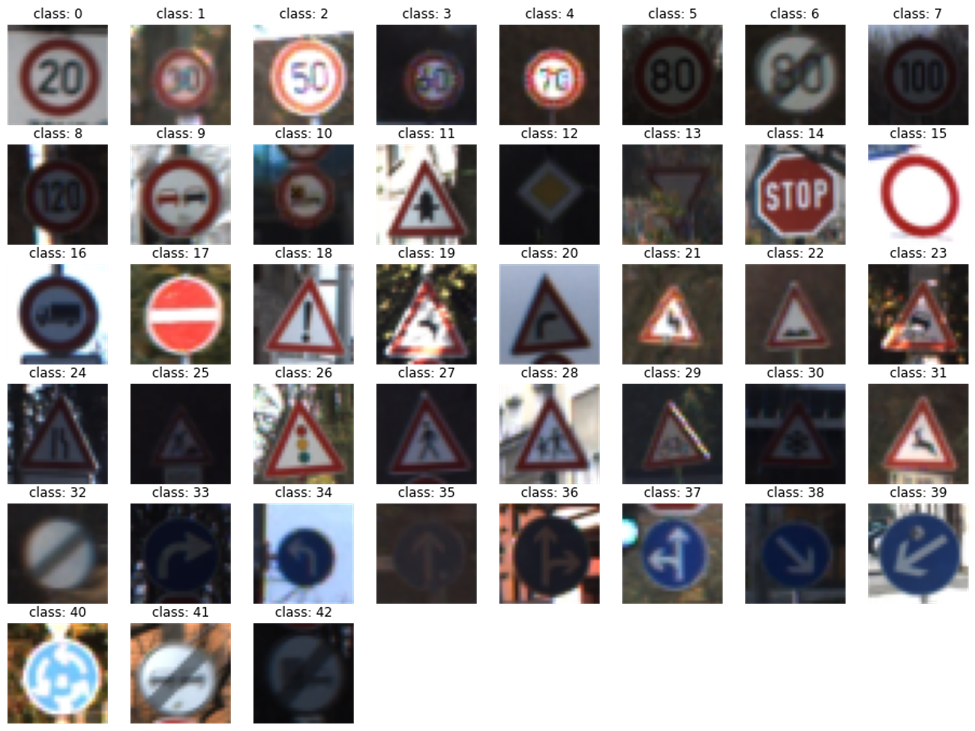 class: 0 class: 1 class: 2 class: 3 class: 4 class: 5 class: 6 class: 7
20 30 50 60 70 80 80 100
class: 8 class: 9 class: 10 class: 11 class: 12 class: 13 class: 14 class: 15
120 STOP
class: 16 class: 17 class: 18 class: 19 class: 20 class: 21 class: 22 class: 23
class: 24 class: 25 class: 26 class: 27 class: 28 class: 29 class: 30 class: 31
class: 32 class: 33 class: 34 class: 35 class: 36 class: 37 class: 38 class: 39
class: 40 class: 41 class: 42